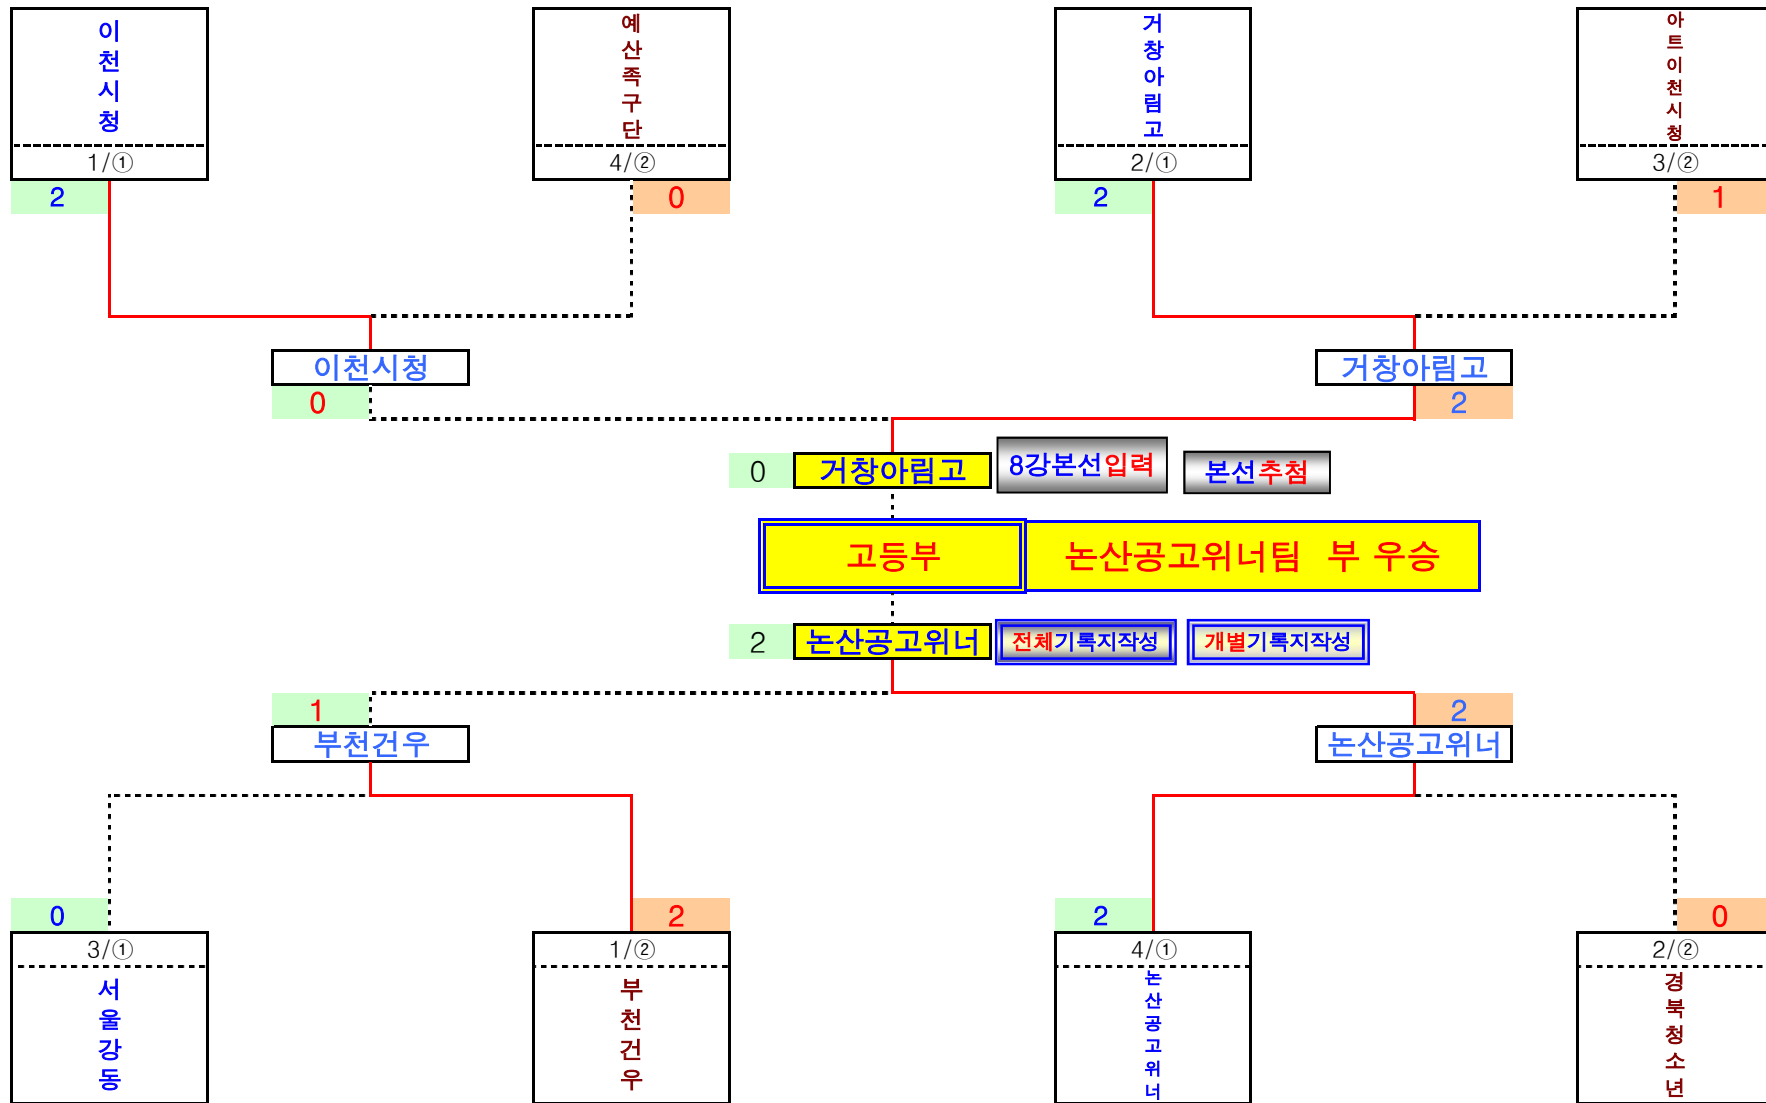 이천시청
예산족구단
거창아림고
아트이천시청
1/①
4/②
2/①
3/②
2
0
2
1
이천시청
거창아림고
0
2
0
거창아림고
8강본선입력
본선추첨
고등부
논산공고위너팀 부 우승
2
논산공고위너
전체기록지작성
개별기록지작성
1
2
부천건우
논산공고위너
0
2
2
0
3/①
1/②
4/①
2/②
서울강동
부천건우
논산공고위너
경북청소년